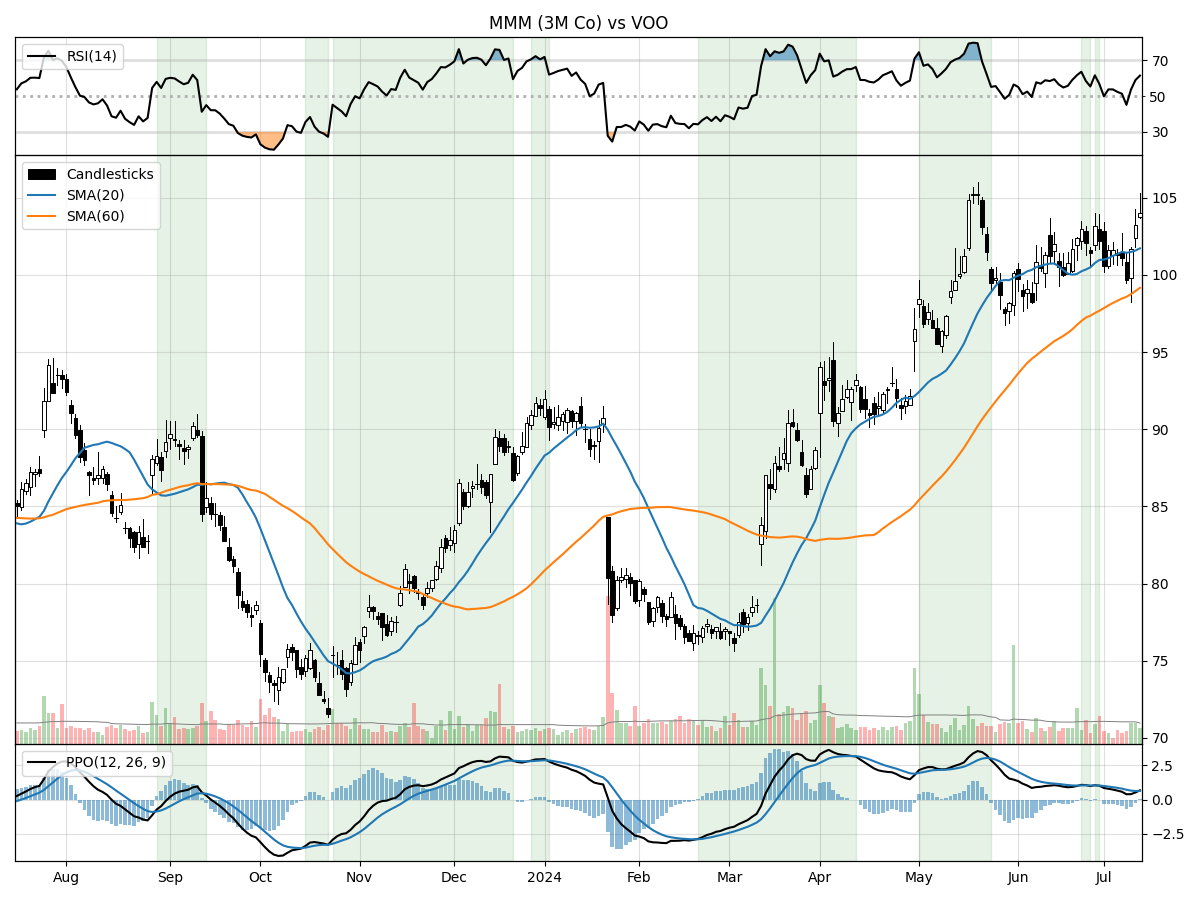 MMM (3M Co) vs VOO
RSI(14)
70
50
30
Candlesticks
SMA(20)
SMA(60)
105
100
95
90
85
80
75
70
PPO(12, 26, 9)
2.5
0.0
−2.5
Aug Sep Oct Nov Dec 2024 Feb Mar Apr May Jun Jul